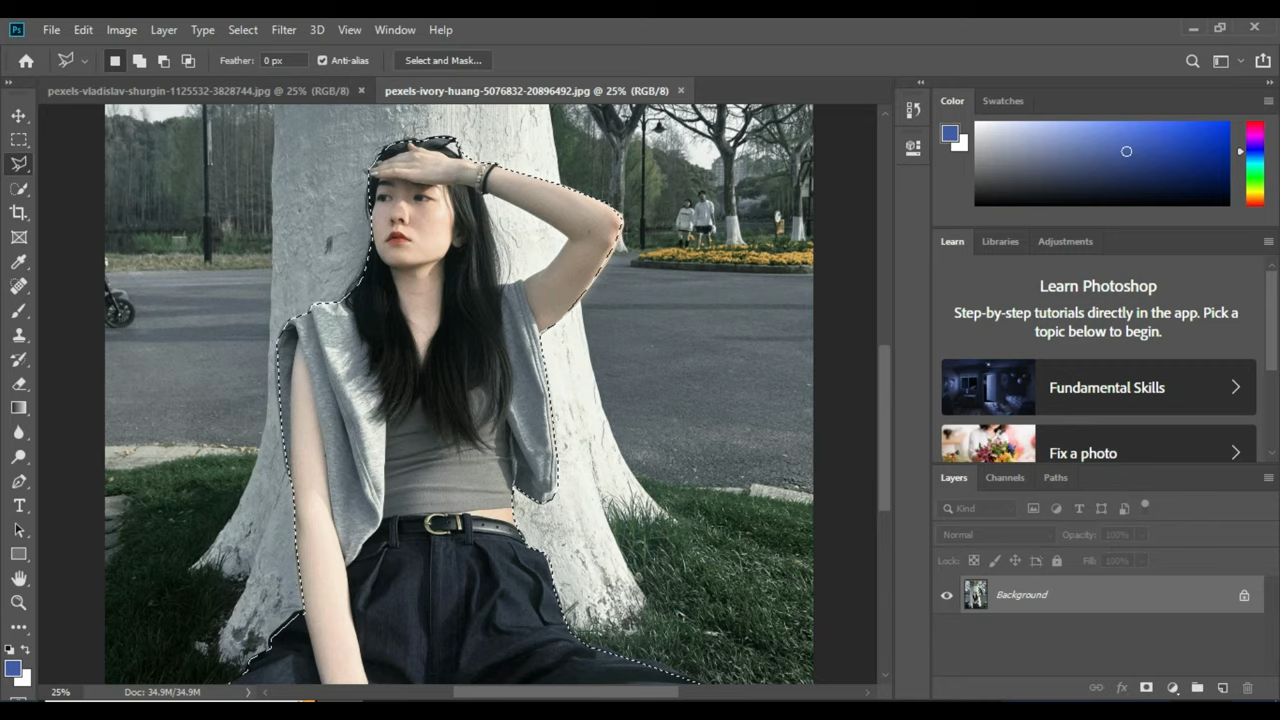 Ps File Edit Image Layer Type Select Filter 3D View Window Help
Feather: 0 px Anti-alias Select and Mask...
pexels-vladislav-shurgin-1125532-3828744.jpg @ 25% (RGB/8) × pexels-ivory-huang-5076832-20896492.jpg @ 25% (RGB/8) ×
Color Swatches
Learn Libraries Adjustments
Learn Photoshop
Step-by-step tutorials directly in the app. Pick a
topic below to begin.
Fundamental Skills
Fix a photo
Layers Channels Paths
Kind
Normal Opacity: 100%
Lock: Fill: 100%
Background
25% Doc: 34.9M/34.9M